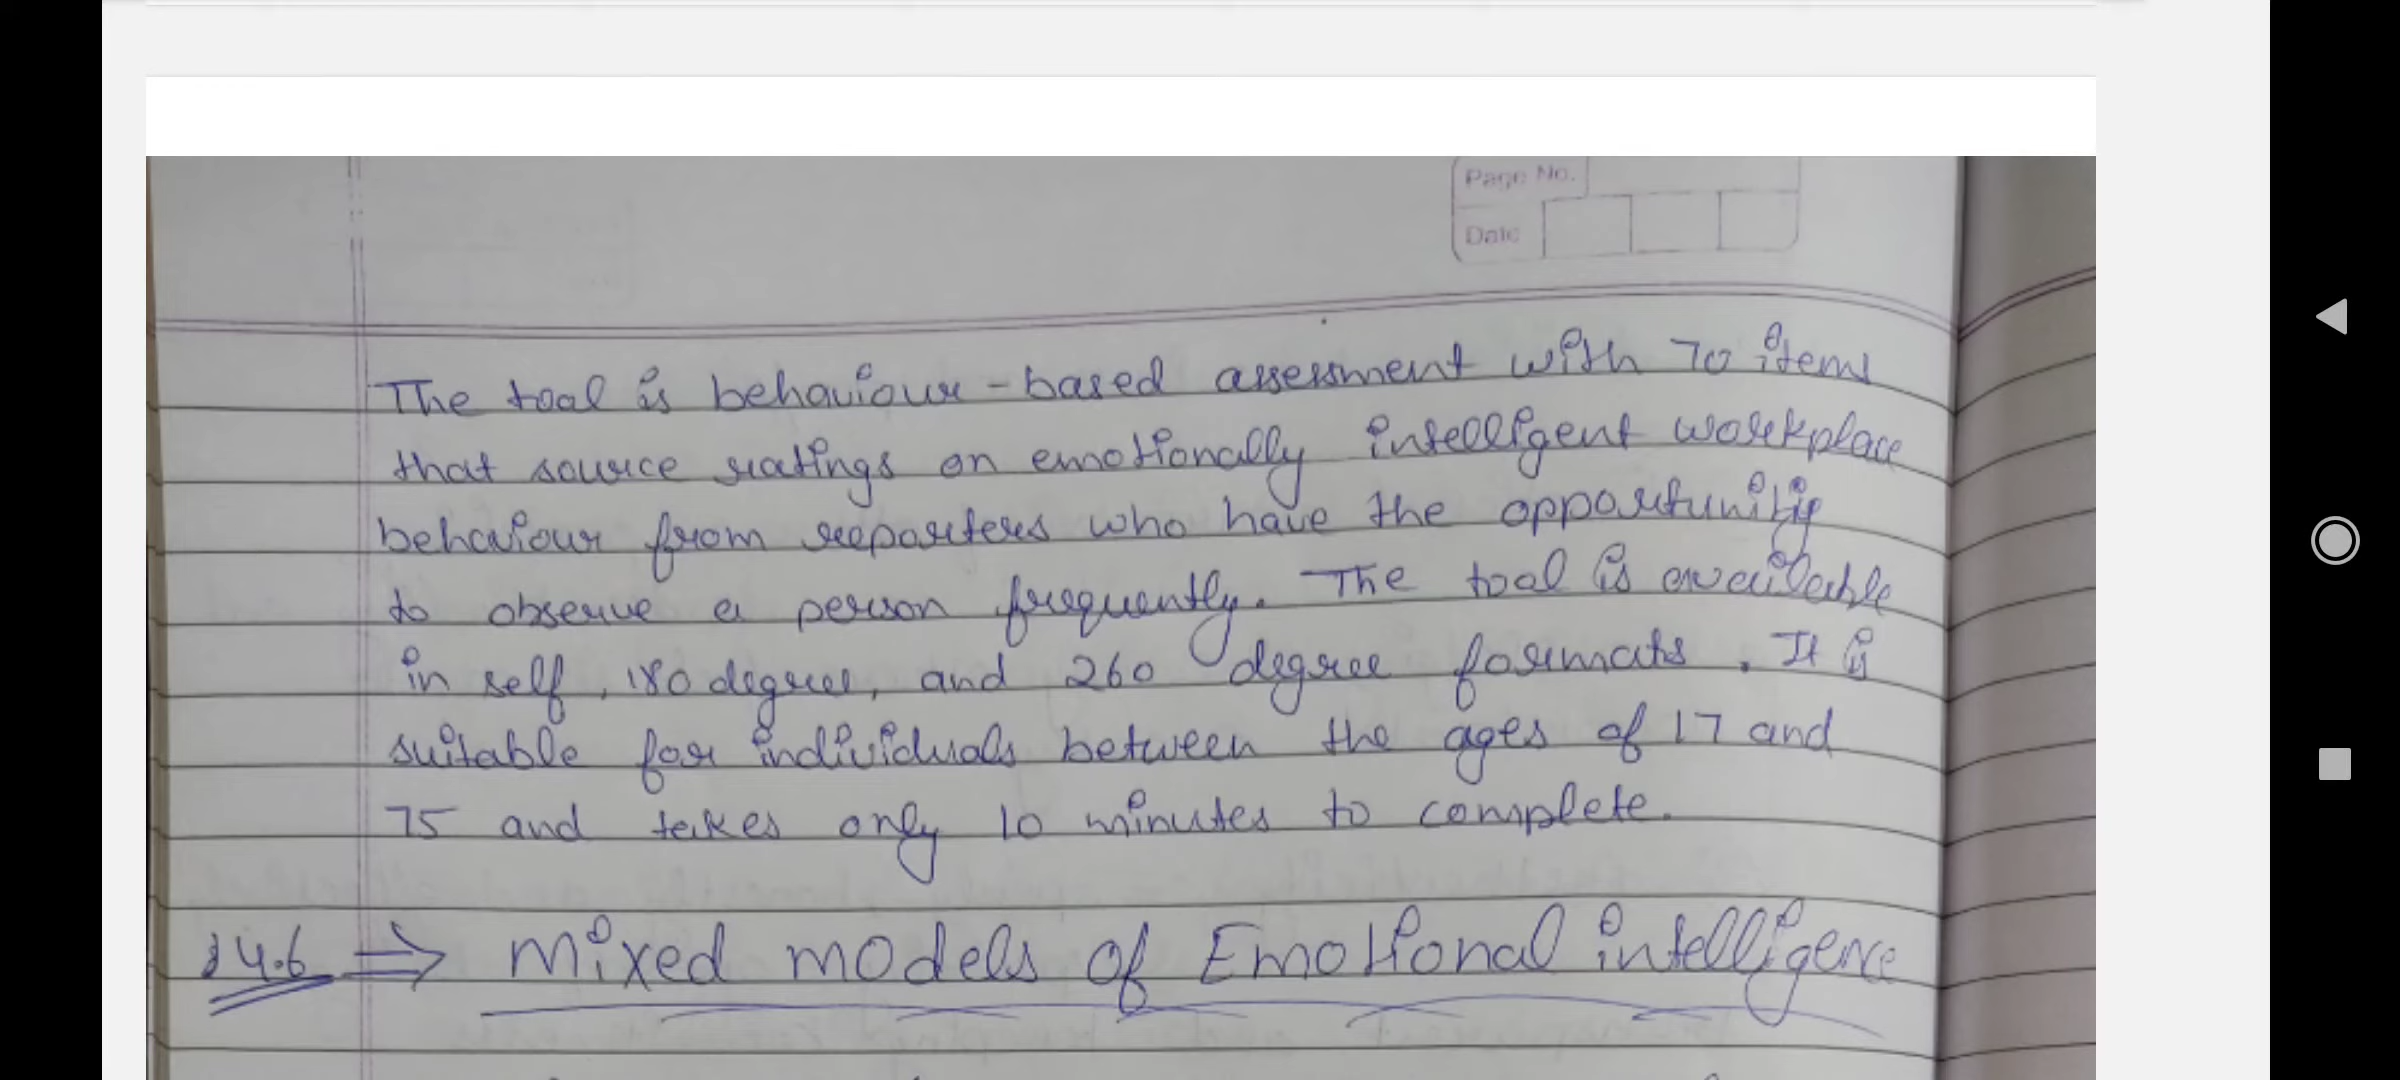 Page No.
Date
The tool is behaviour-based assessment with 70 items
that source ratings on emotionally intelligent workplace
behaviour from reporters who have the opportunity
to observe a person frequently. The tool is available
in self, 180 degree, and 260 degree formats. It is
suitable for individuals between the ages of 17 and
75 and takes only 10 minutes to complete.
14.6 ⇒ Mixed models of Emotional intelligence